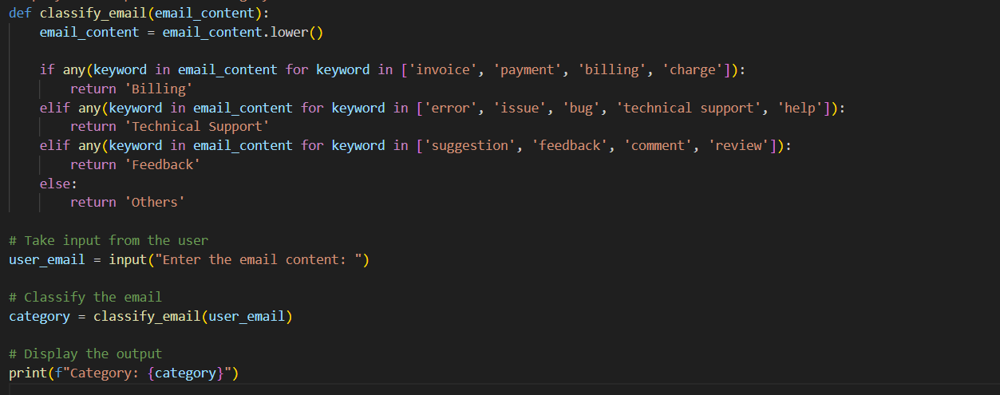 def classify_email(email_content):
    email_content = email_content.lower()

    if any(keyword in email_content for keyword in ['invoice', 'payment', 'billing', 'charge']):
        return 'Billing'
    elif any(keyword in email_content for keyword in ['error', 'issue', 'bug', 'technical support', 'help']):
        return 'Technical Support'
    elif any(keyword in email_content for keyword in ['suggestion', 'feedback', 'comment', 'review']):
        return 'Feedback'
    else:
        return 'Others'

# Take input from the user
user_email = input("Enter the email content: ")

# Classify the email
category = classify_email(user_email)

# Display the output
print(f"Category: {category}")